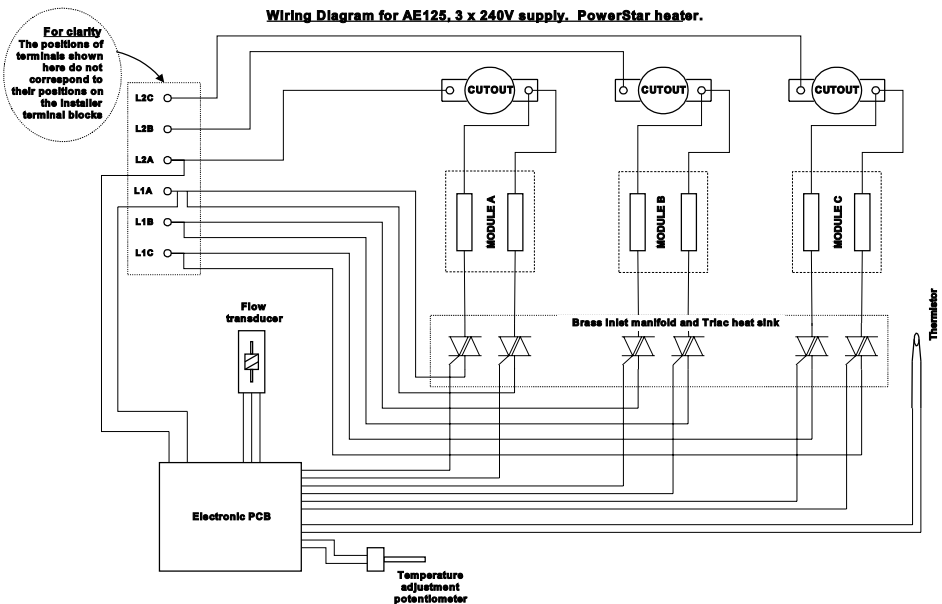 Wiring Diagram for AE125, 3 x 240V supply. PowerStar heater.
For clarity
The positions of
terminals shown
here do not
correspond to
their positions on
the installer
terminal blocks
L2C
L2B
L2A
L1A
L1B
L1C
CUTOUT
CUTOUT
CUTOUT
MODULE A
MODULE B
MODULE C
Flow
transducer
Brass inlet manifold and Triac heat sink
Thermistor
Electronic PCB
Temperature
adjustment
potentiometer